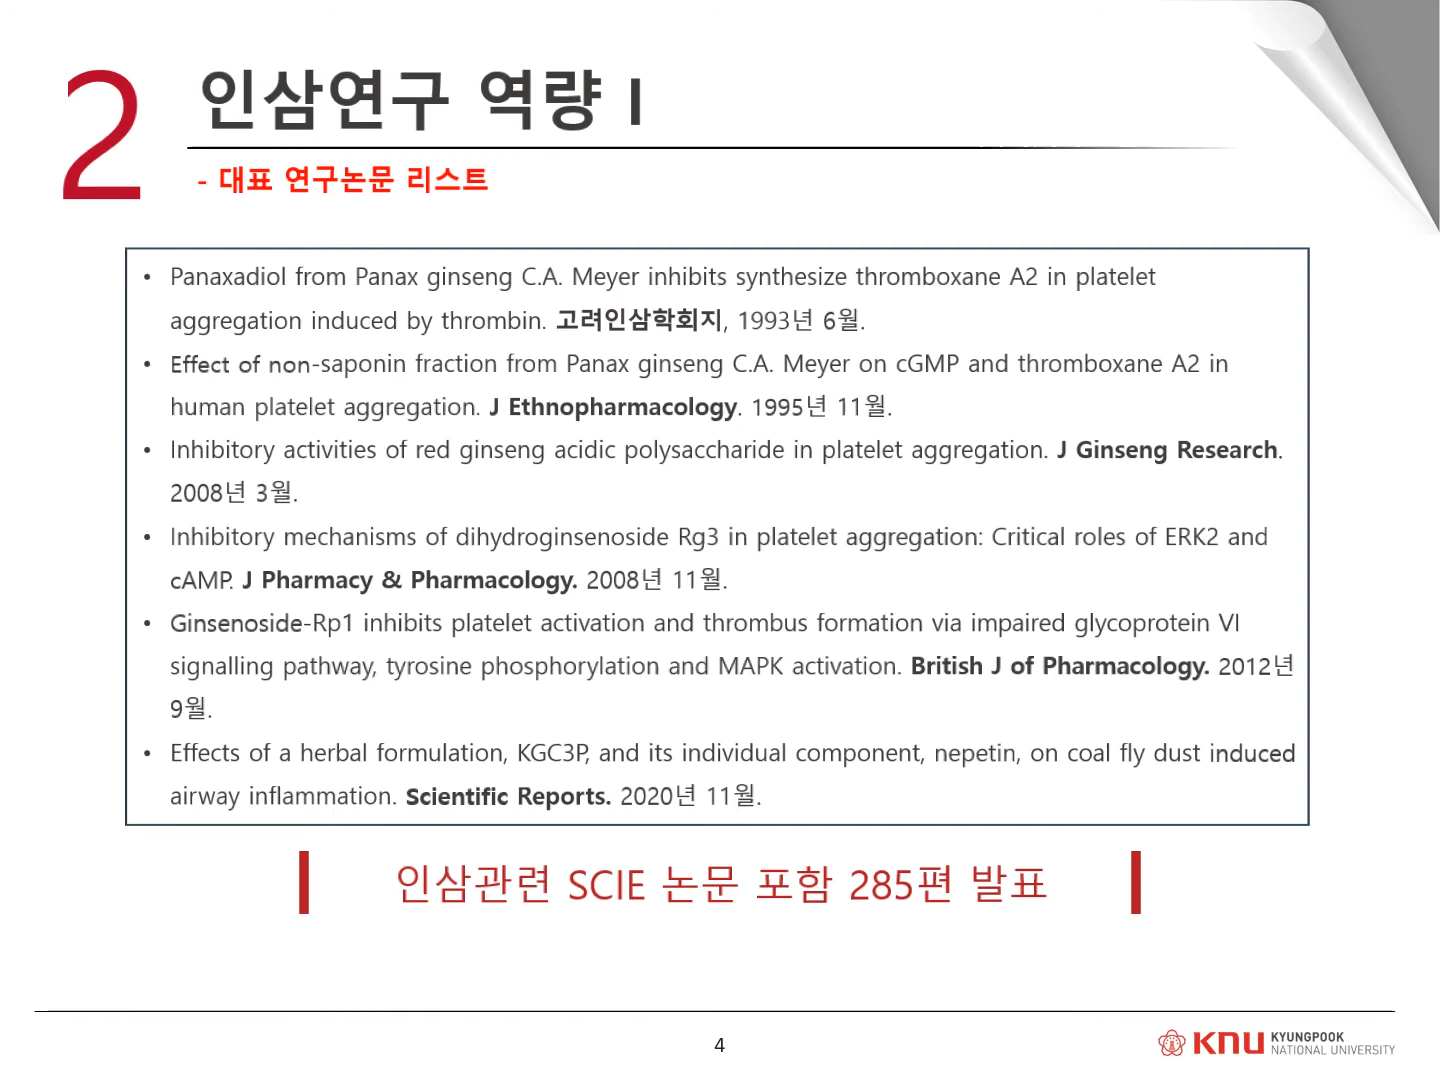 2
인삼연구 역량 I
- 대표 연구논문 리스트
• Panaxadiol from Panax ginseng C.A. Meyer inhibits synthesize thromboxane A2 in platelet
aggregation induced by thrombin. 고려인삼학회지, 1993년 6월.
• Effect of non-saponin fraction from Panax ginseng C.A. Meyer on cGMP and thromboxane A2 in
human platelet aggregation. J Ethnopharmacology. 1995년 11월.
• Inhibitory activities of red ginseng acidic polysaccharide in platelet aggregation. J Ginseng Research.
2008년 3월.
• Inhibitory mechanisms of dihydroginsenoside Rg3 in platelet aggregation: Critical roles of ERK2 and
cAMP. J Pharmacy & Pharmacology. 2008년 11월.
• Ginsenoside-Rp1 inhibits platelet activation and thrombus formation via impaired glycoprotein VI
signalling pathway, tyrosine phosphorylation and MAPK activation. British J of Pharmacology. 2012년
9월.
• Effects of a herbal formulation, KGC3P, and its individual component, nepetin, on coal fly dust induced
airway inflammation. Scientific Reports. 2020년 11월.
인삼관련 SCIE 논문 포함 285편 발표
4
KNU KYUNGPOOK
NATIONAL UNIVERSITY